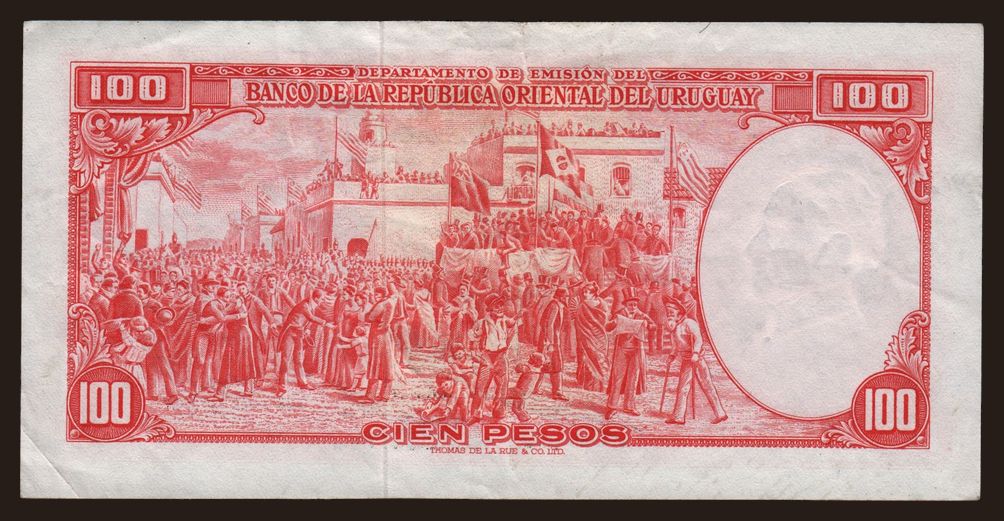 100 100
DEPARTAMENTO DE EMISIÓN DEL
BANCO DE LA REPÚBLICA ORIENTAL DEL URUGUAY
100 100
CIEN PESOS
THOMAS DE LA RUE & CO. LTD.